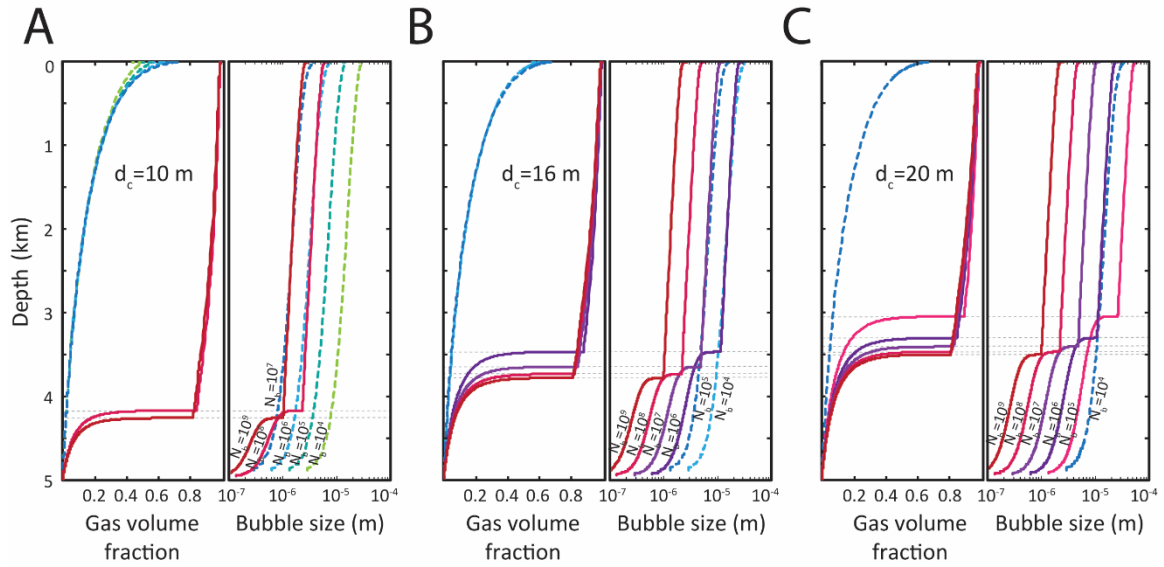 A
B
C
0
1
2
3
4
5
Depth (km)
d_c=10 m
N_b=10^9
N_b=10^8
N_b=10^7
N_b=10^6
N_b=10^5
N_b=10^4
0.2 0.4 0.6 0.8 1
10^-7 10^-6 10^-5 10^-4
Gas volume
fraction
Bubble size (m)
d_c=16 m
N_b=10^9
N_b=10^8
N_b=10^7
N_b=10^6
N_b=10^5
N_b=10^4
0.2 0.4 0.6 0.8 1
10^-7 10^-6 10^-5 10^-4
Gas volume
fraction
Bubble size (m)
d_c=20 m
N_b=10^9
N_b=10^8
N_b=10^7
N_b=10^6
N_b=10^5
N_b=10^4
0.2 0.4 0.6 0.8 1
10^-7 10^-6 10^-5 10^-4
Gas volume
fraction
Bubble size (m)